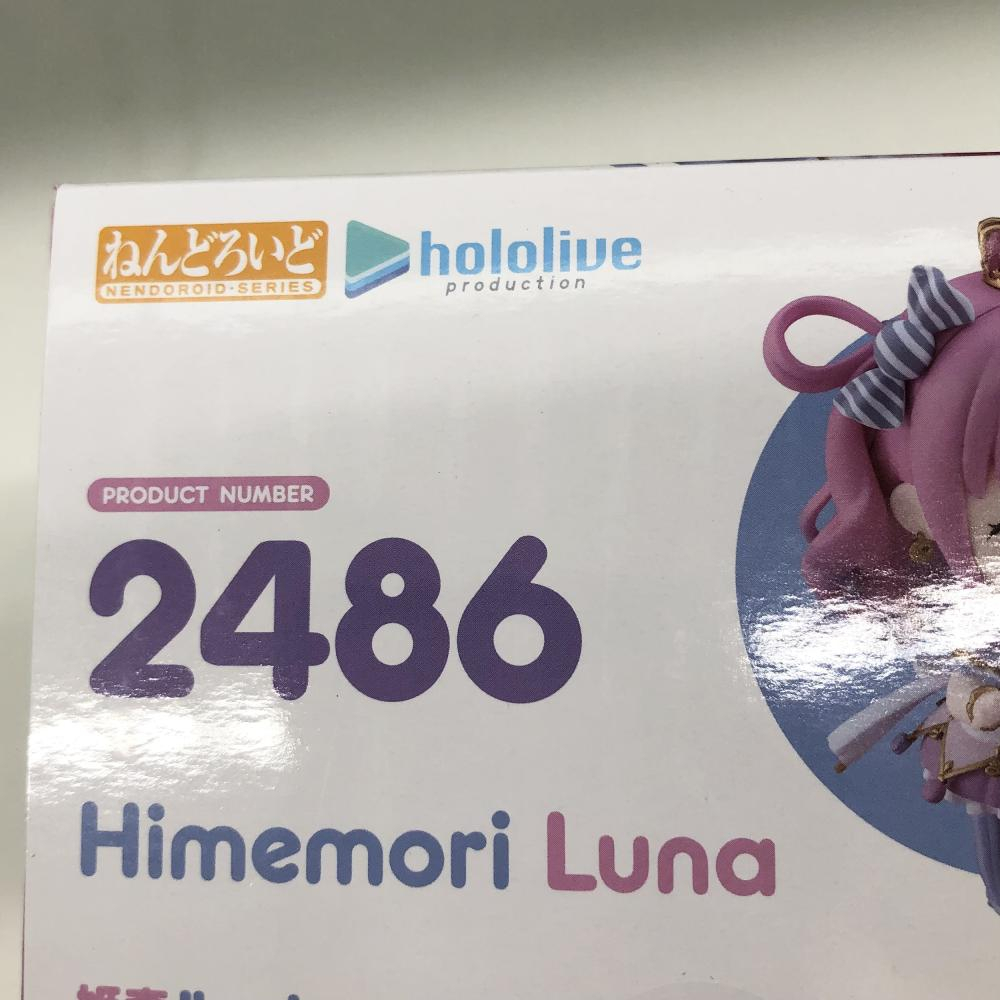 ねんどろいど
NENDOROID・SERIES
hololive
production
PRODUCT NUMBER
2486
Himemori Luna